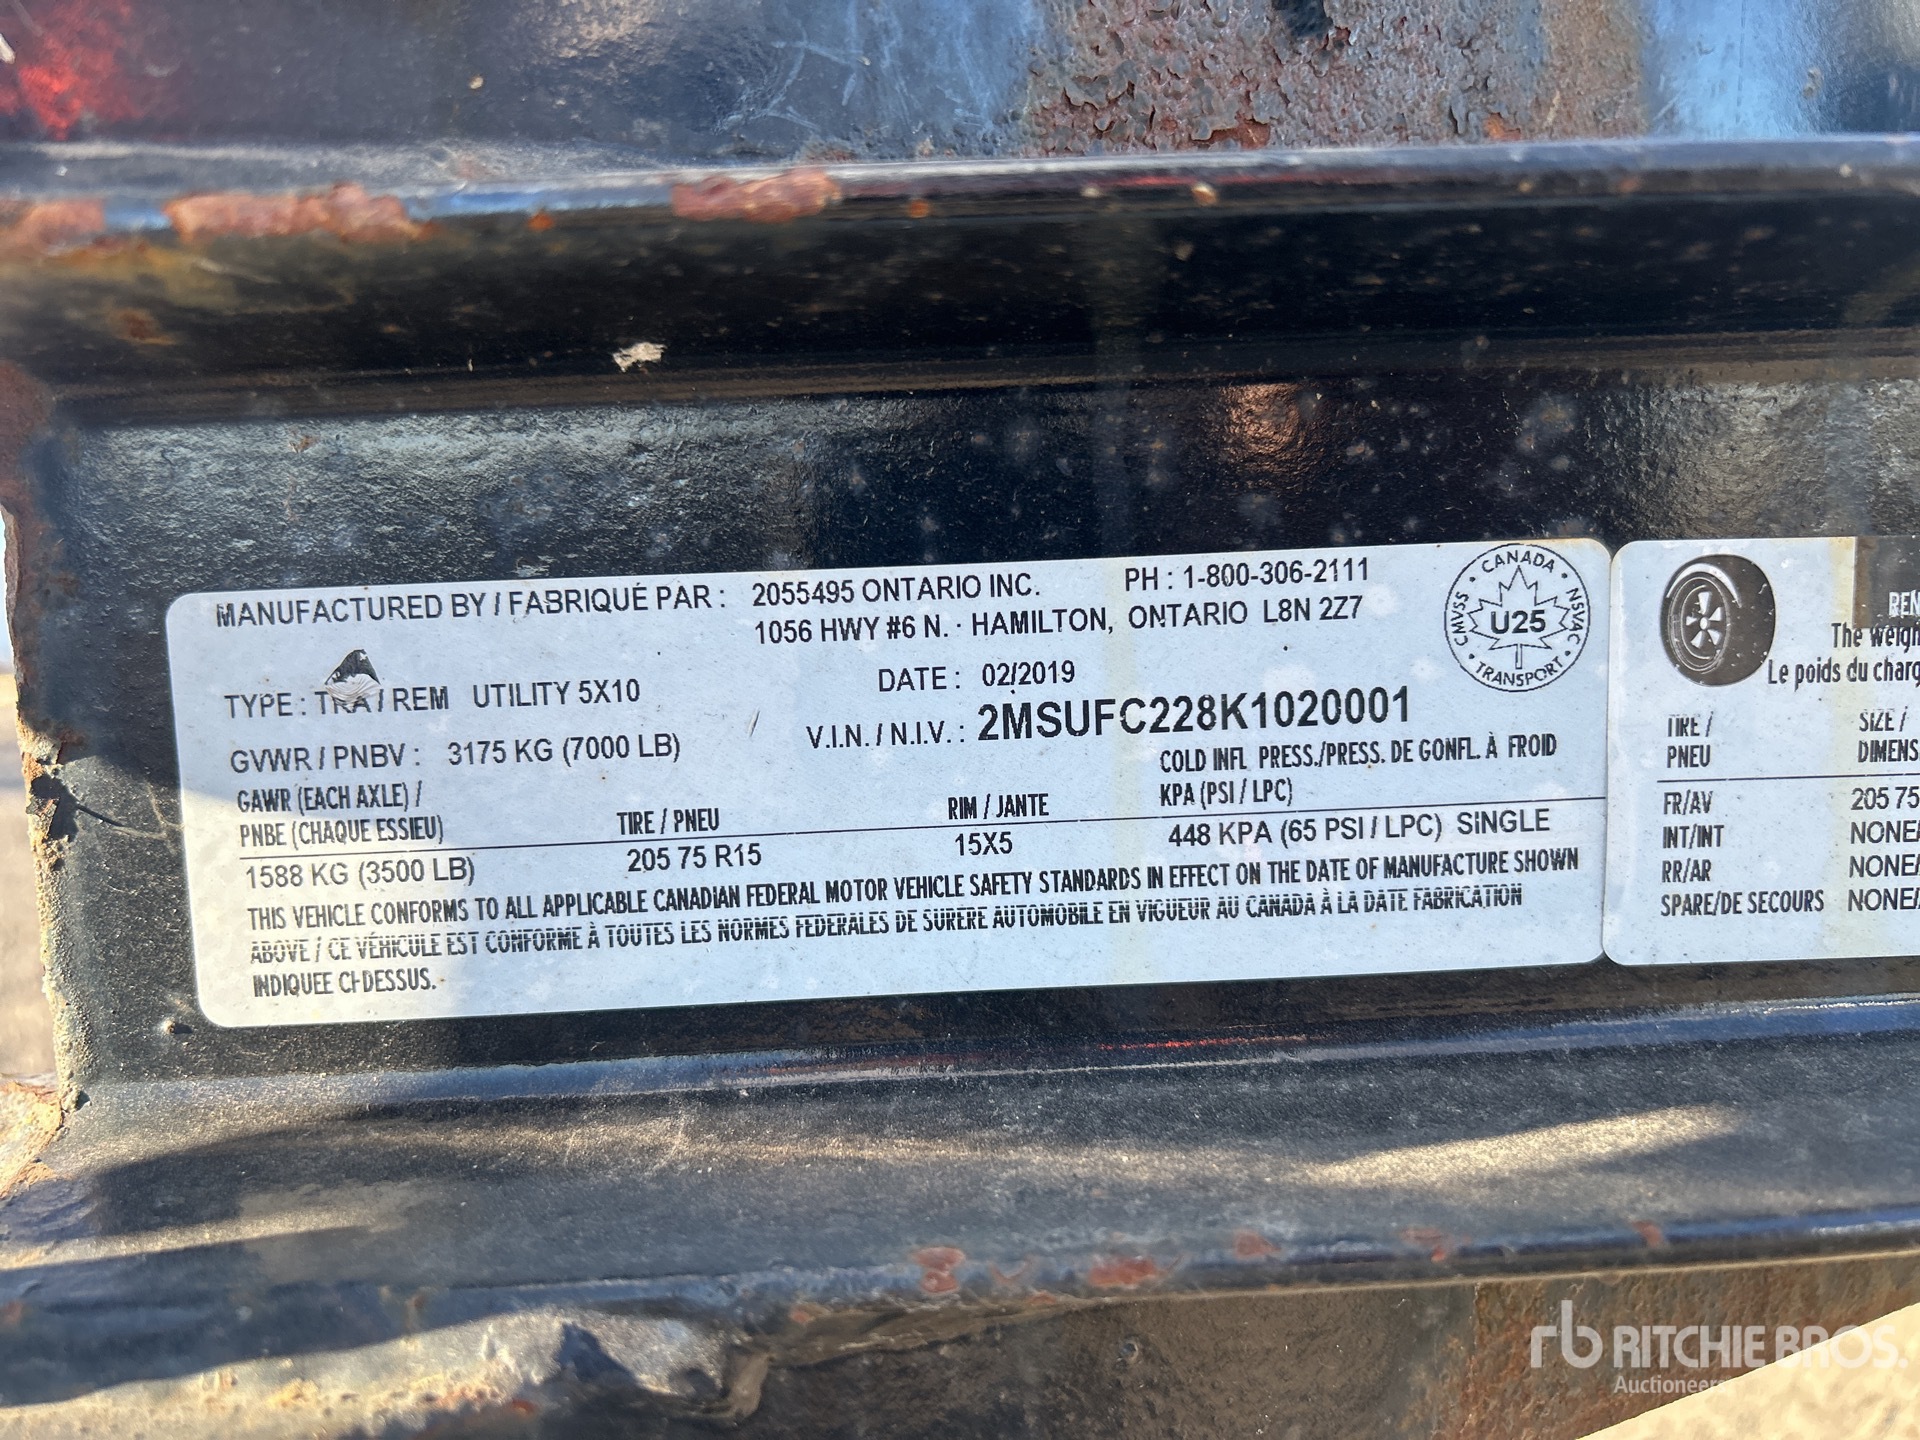 MANUFACTURED BY / FABRIQUÉ PAR : 2055495 ONTARIO INC. PH : 1-800-306-2111
1056 HWY #6 N. · HAMILTON, ONTARIO L8N 2Z7
CANADA
CMVSS U25 NSVAC
TRANSPORT
DATE : 02/2019
TYPE : TRA / REM UTILITY 5X10
V.I.N. / N.I.V. : 2MSUFC228K1020001
GVWR / PNBV : 3175 KG (7000 LB)
COLD INFL PRESS./PRESS. DE GONFL. À FROID
GAWR (EACH AXLE) /
PNBE (CHAQUE ESSIEU) TIRE / PNEU RIM / JANTE KPA (PSI / LPC)
1588 KG (3500 LB) 205 75 R15 15X5 448 KPA (65 PSI / LPC) SINGLE
THIS VEHICLE CONFORMS TO ALL APPLICABLE CANADIAN FEDERAL MOTOR VEHICLE SAFETY STANDARDS IN EFFECT ON THE DATE OF MANUFACTURE SHOWN
ABOVE / CE VÉHICULE EST CONFORME À TOUTES LES NORMES FEDERALES DE SURERE AUTOMOBILE EN VIGUEUR AU CANADA À LA DATE FABRICATION
INDIQUEE CI-DESSUS.
REN
The weigh
Le poids du charg
TIRE / SIZE /
PNEU DIMENS
FR/AV 205 75
INT/INT NONE/
RR/AR NONE/
SPARE/DE SECOURS NONE/
rb RITCHIE BROS.
Auctioneers